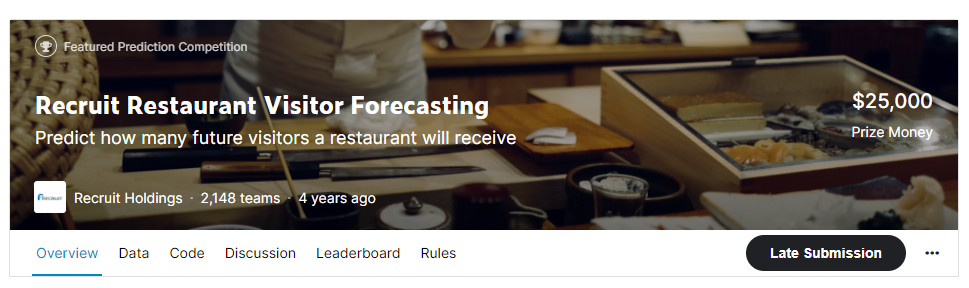 Featured Prediction Competition
Recruit Restaurant Visitor Forecasting
$25,000
Predict how many future visitors a restaurant will receive
Prize Money
Recruit Holdings · 2,148 teams · 4 years ago
Overview Data Code Discussion Leaderboard Rules Late Submission